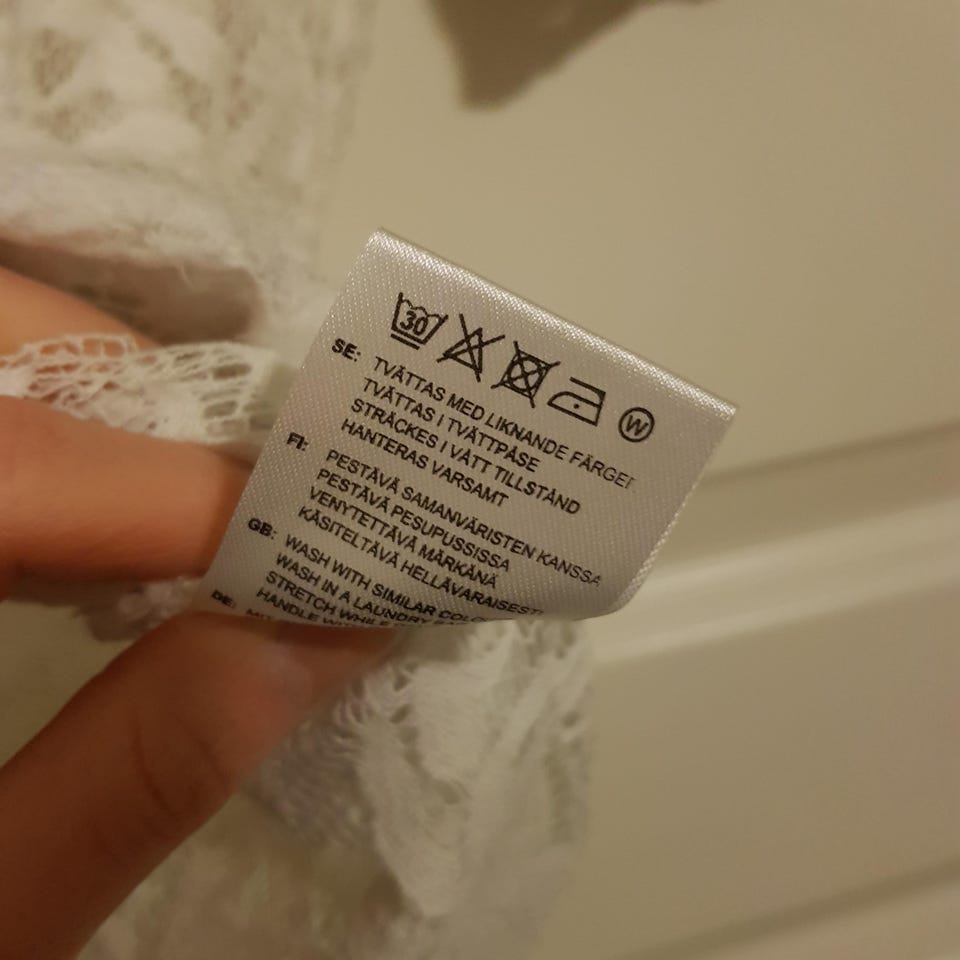 30 W
SE: TVÄTTAS MED LIKNANDE FÄRGER
TVÄTTAS I TVÄTTPÅSE
STRÄCKES I VÅTT TILLSTÅND
HANTERAS VARSAMT
FI: PESTÄVÄ SAMANVÄRISTEN KANSSA
PESTÄVÄ PESUPUSSISSA
VENYTETTÄVÄ MÄRKÄNÄ
KÄSITELTÄVÄ HELLÄVARAISESTI
GB: WASH WITH SIMILAR
WASH IN A LAUNDRY
STRETCH WHILE
HANDLE
DE: